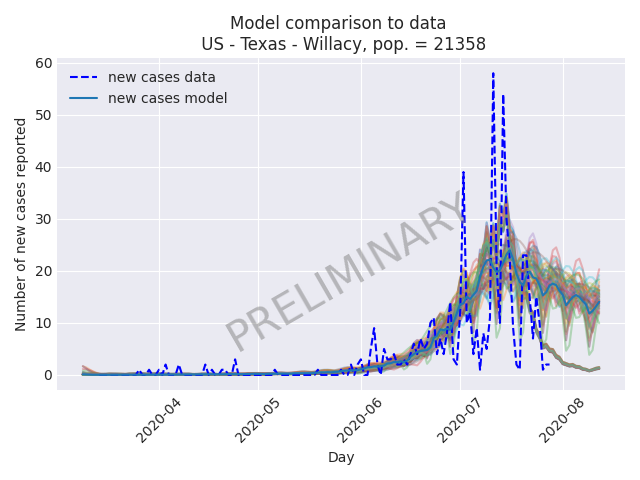 Model comparison to data
US - Texas - Willacy, pop. = 21358
60
50
40
30
20
10
0
Number of new cases reported
new cases data
new cases model
PRELIMINARY
2020-04
2020-05
2020-06
2020-07
2020-08
Day